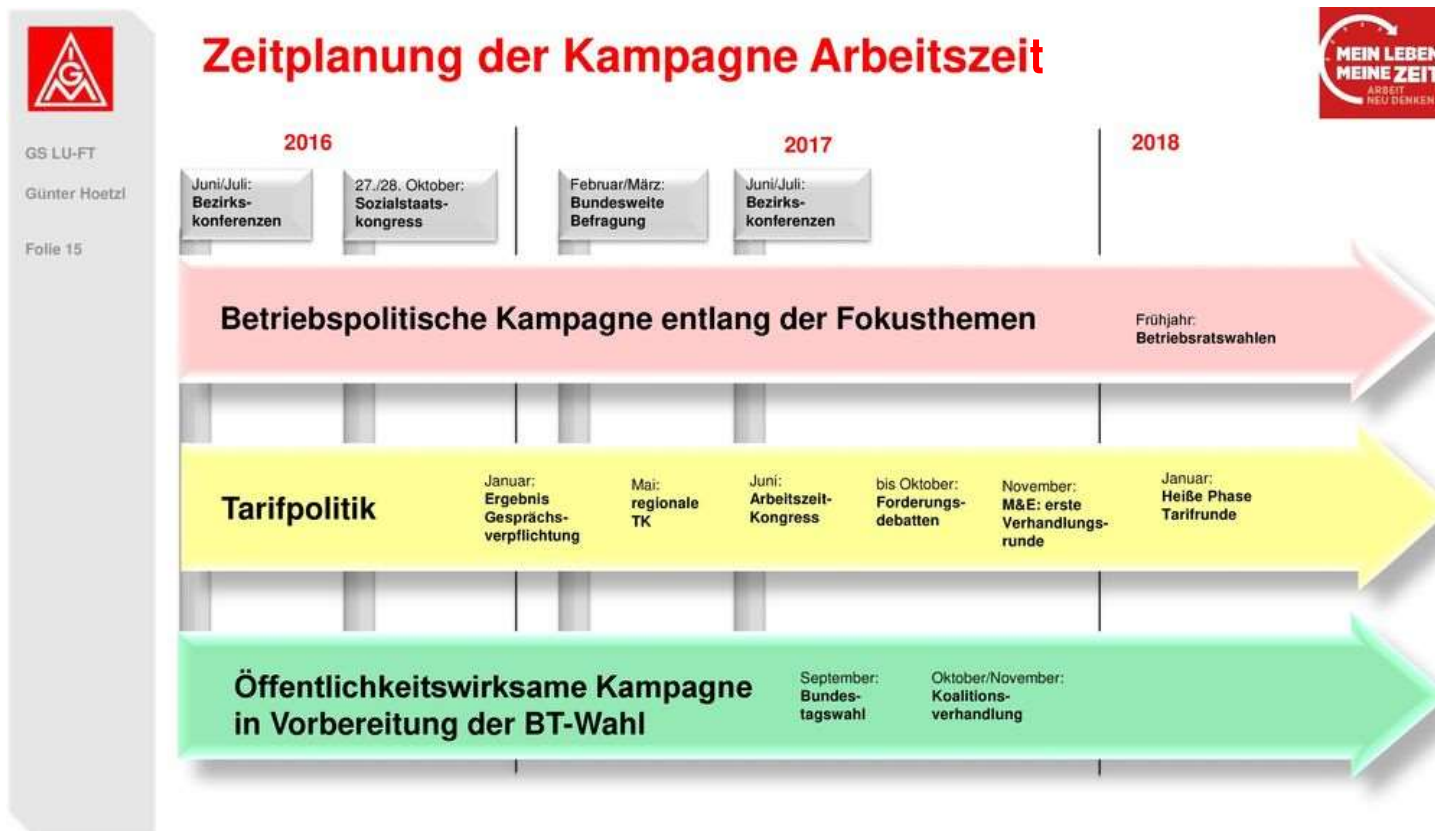 IGM
Zeitplanung der Kampagne Arbeitszeit
MEIN LEBEN
MEINE ZEIT
ARBEIT
NEU DENKEN
GS LU-FT
Günter Hoetzl
Folie 15
2016
2017
2018
Juni/Juli:
Bezirks-
konferenzen
27./28. Oktober:
Sozialstaats-
kongress
Februar/März:
Bundesweite
Befragung
Juni/Juli:
Bezirks-
konferenzen
Betriebspolitische Kampagne entlang der Fokusthemen
Frühjahr:
Betriebsratswahlen
Tarifpolitik
Januar:
Ergebnis
Gesprächs-
verpflichtung
Mai:
regionale
TK
Juni:
Arbeitszeit-
Kongress
bis Oktober:
Forderungs-
debatten
November:
M&E: erste
Verhandlungs-
runde
Januar:
Heiße Phase
Tarifrunde
Öffentlichkeitswirksame Kampagne
in Vorbereitung der BT-Wahl
September:
Bundes-
tagswahl
Oktober/November:
Koalitions-
verhandlung